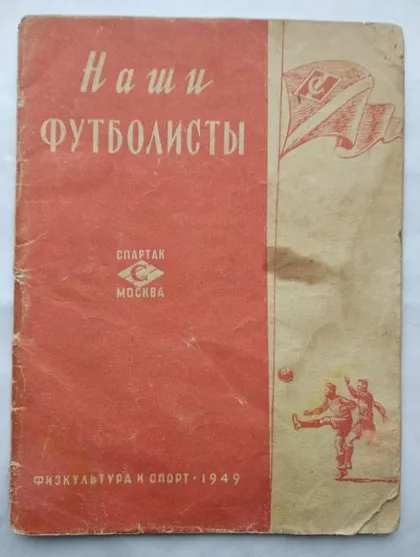 Наши
ФУТБОЛИСТЫ
С
СПАРТАК
С
МОСКВА
ФИЗКУЛЬТУРА И СПОРТ · 1949